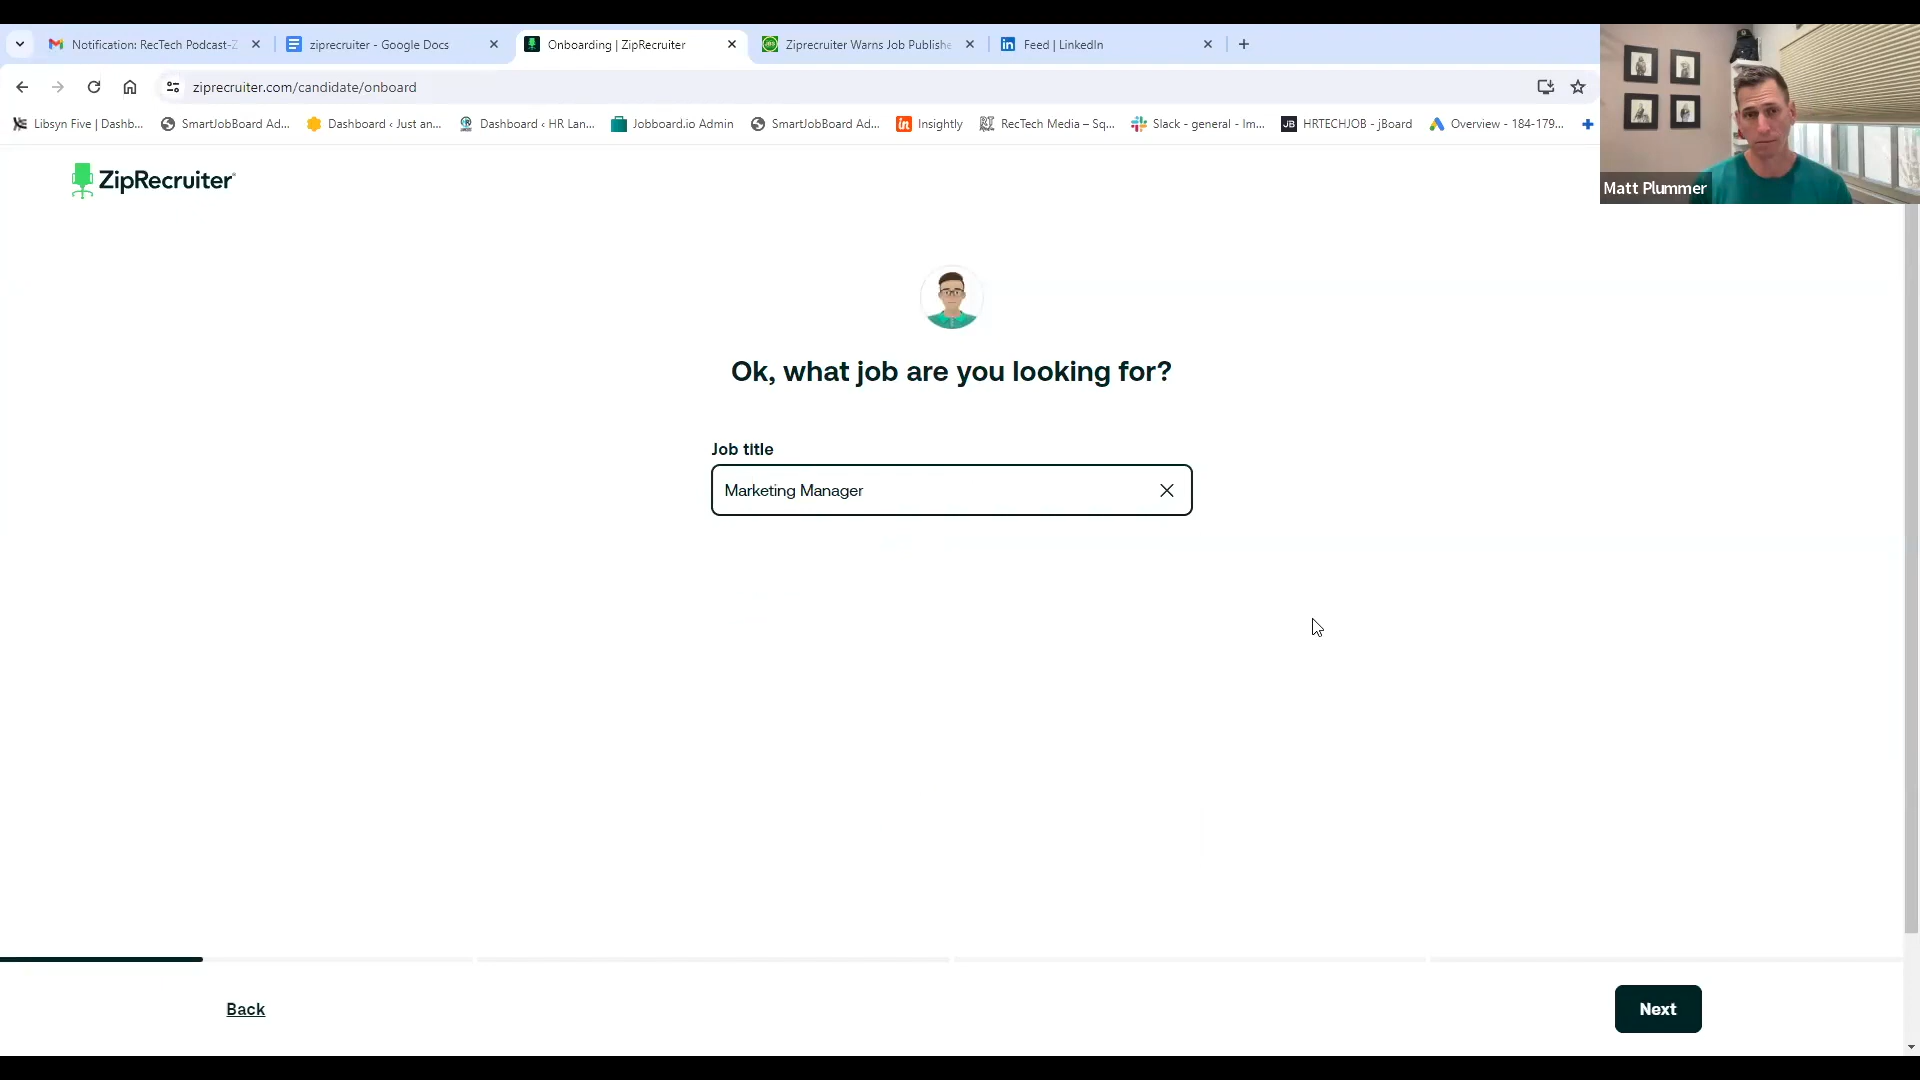 Notification: RecTech Podcast-Z
ziprecruiter - Google Docs
Onboarding | ZipRecruiter
Ziprecruiter Warns Job Publishe
Feed | LinkedIn
ziprecruiter.com/candidate/onboard
Libsyn Five | Dashb...
SmartJobBoard Ad...
Dashboard ‹ Just an...
Dashboard ‹ HR Lan...
Jobboard.io Admin
SmartJobBoard Ad...
Insightly
RecTech Media – Sq...
Slack - general - Im...
JB
HRTECHJOB - jBoard
Overview - 184-179...
Matt Plummer
ZipRecruiter
Ok, what job are you looking for?
Job title
Marketing Manager
Back
Next